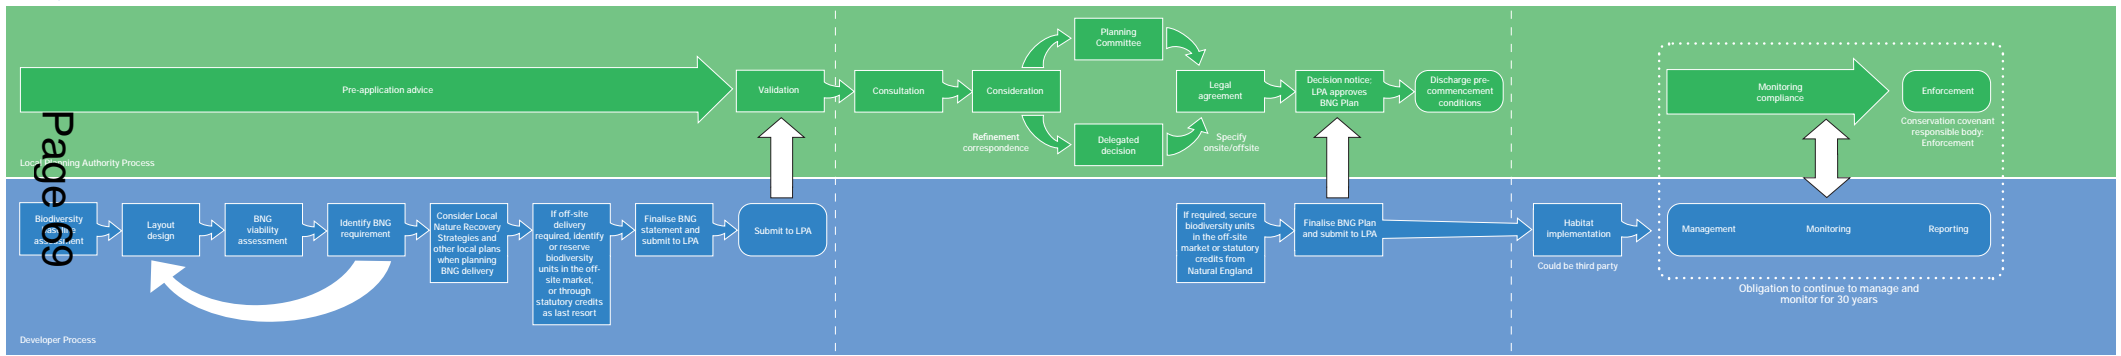 Pre-application advice
Validation
Consultation
Consideration
Refinement
correspondence
Planning
Committee
Delegated
decision
Legal
agreement
Specify
onsite/offsite
Decision notice:
LPA approves
BNG Plan
Discharge pre-
commencement
conditions
Monitoring
compliance
Enforcement
Conservation covenant
responsible body:
Enforcement
Local Planning Authority Process
Page 69
Biodiversity
baseline
assessment
Layout
design
BNG
viability
assessment
Identify BNG
requirement
Consider Local
Nature Recovery
Strategies and
other local plans
when planning
BNG delivery
If off-site
delivery
required, identify
or reserve
biodiversity
units in the off-
site market,
or through
statutory credits
as last resort
Finalise BNG
statement and
submit to LPA
Submit to LPA
If required, secure
biodiversity units
in the off-site
market or statutory
credits from
Natural England
Finalise BNG Plan
and submit to LPA
Habitat
implementation
Could be third party
Management Monitoring Reporting
Obligation to continue to manage and
monitor for 30 years
Developer Process